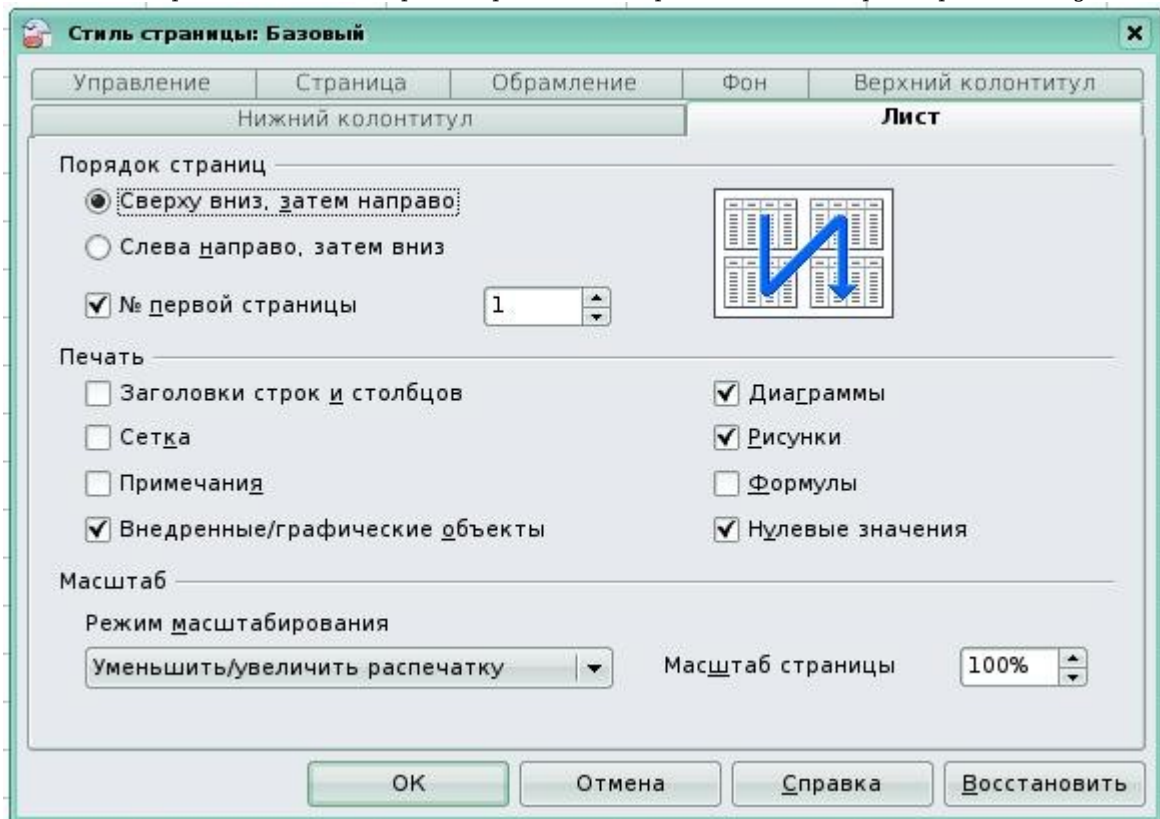 Стиль страницы: Базовый
Управление Страница Обрамление Фон Верхний колонтитул
Нижний колонтитул Лист
Порядок страниц
Сверху вниз, затем направо
Слева направо, затем вниз
№ первой страницы 1
Печать
Заголовки строк и столбцов Диаграммы
Сетка Рисунки
Примечания Формулы
Внедренные/графические объекты Нулевые значения
Масштаб
Режим масштабирования
Уменьшить/увеличить распечатку Масштаб страницы 100%
OK Отмена Справка Восстановить